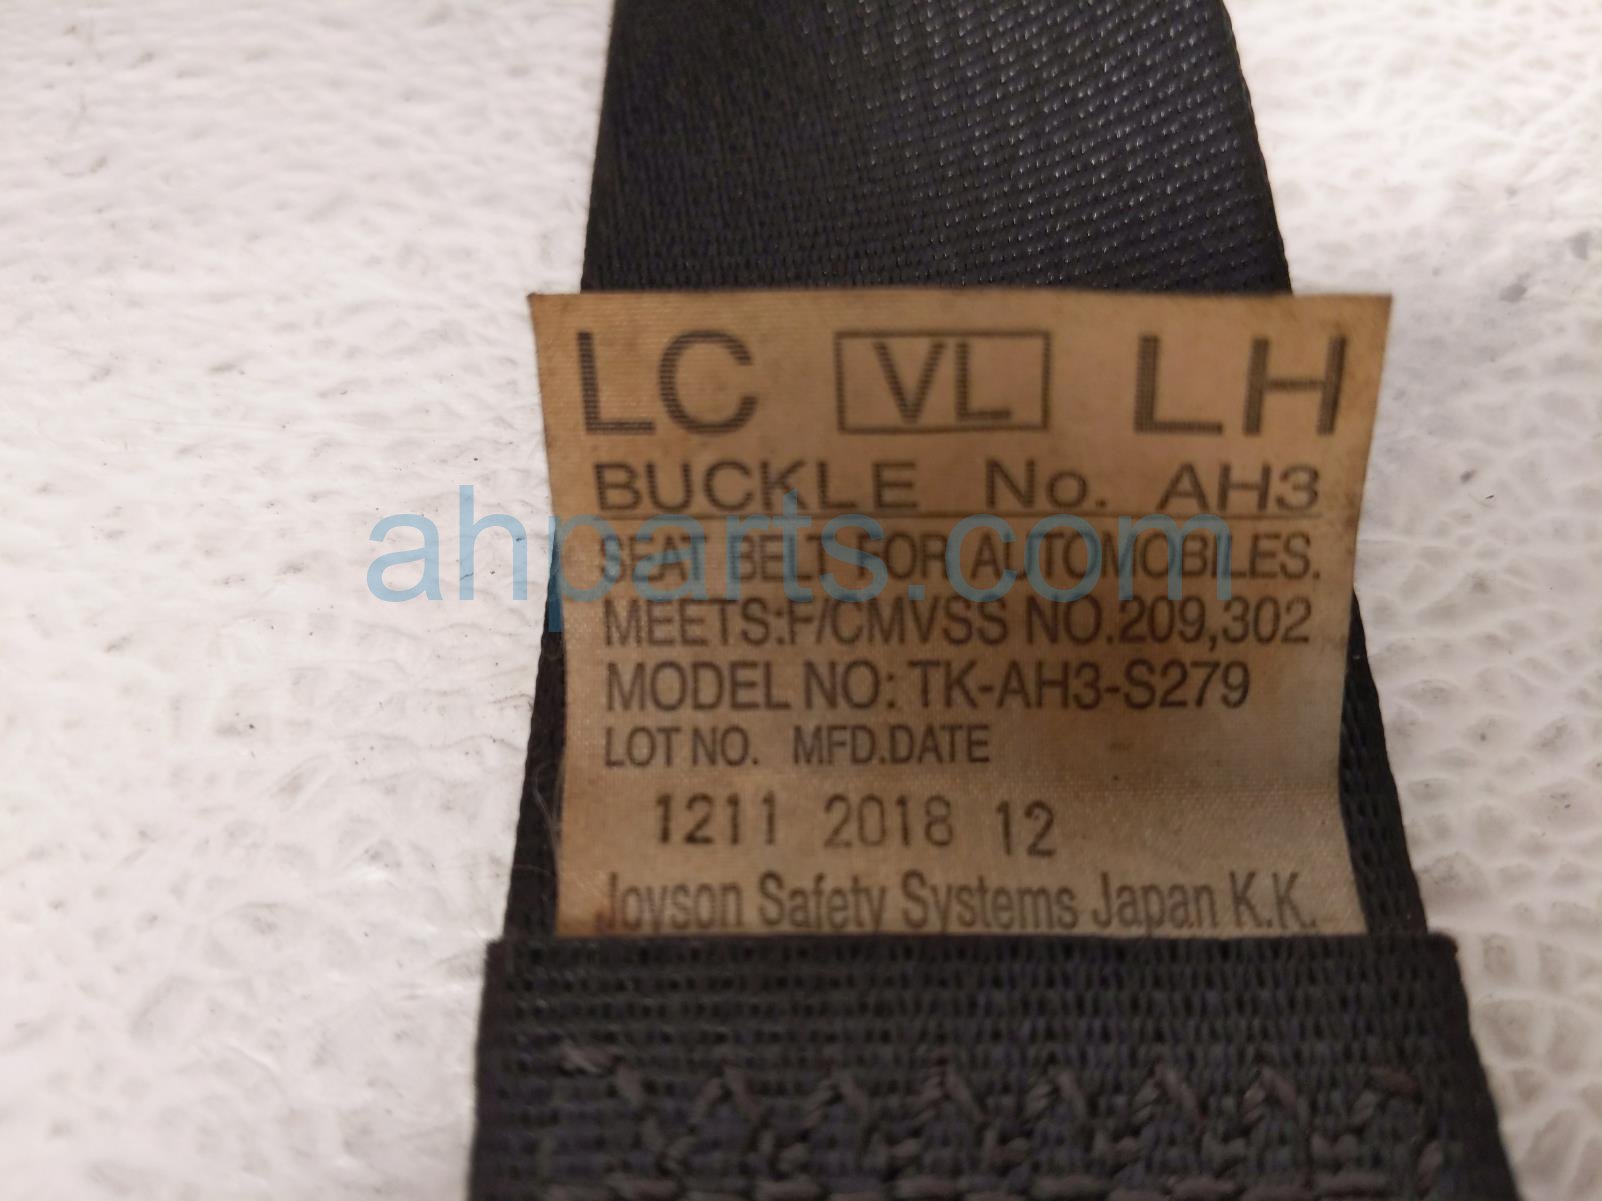 LC VL LH
BUCKLE No. AH3
SEAT BELT FOR AUTOMOBILES.
MEETS:F/CMVSS NO.209,302
MODEL NO: TK-AH3-S279
LOT NO. MFD.DATE
1211 2018 12
Joyson Safety Systems Japan K.K.
ahparts.com